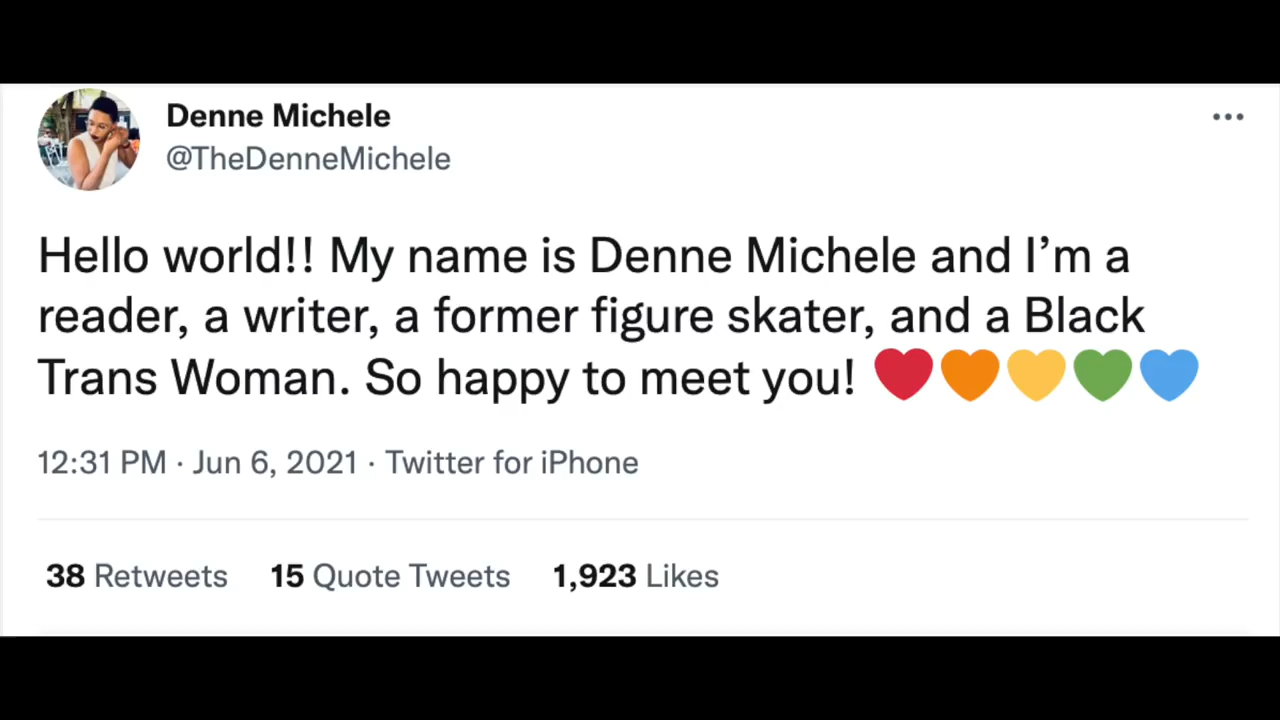 Denne Michele
@TheDenneMichele
Hello world!! My name is Denne Michele and I’m a
reader, a writer, a former figure skater, and a Black
Trans Woman. So happy to meet you! ❤️🧡💛💚💙
12:31 PM · Jun 6, 2021 · Twitter for iPhone
38 Retweets 15 Quote Tweets 1,923 Likes